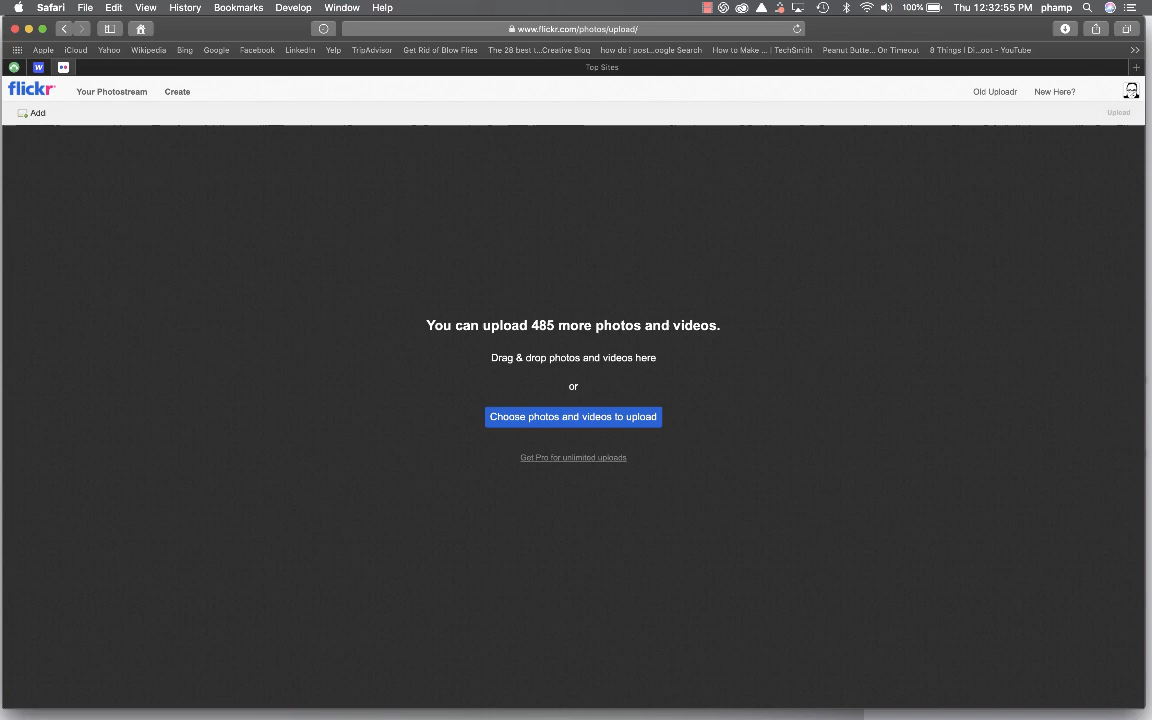 Safari File Edit View History Bookmarks Develop Window Help 100% Thu 12:32:55 PM phamp
www.flickr.com/photos/upload/
Apple iCloud Yahoo Wikipedia Bing Google Facebook LinkedIn Yelp TripAdvisor Get Rid of Blow Flies The 28 best t...Creative Bloq how do i post...oogle Search How to Make ... | TechSmith Peanut Butte... On Timeout 8 Things I Di...oot - YouTube
W Top Sites
flickr Your Photostream Create Old Uploadr New Here?
Add Upload
You can upload 485 more photos and videos.
Drag & drop photos and videos here
or
Choose photos and videos to upload
Get Pro for unlimited uploads